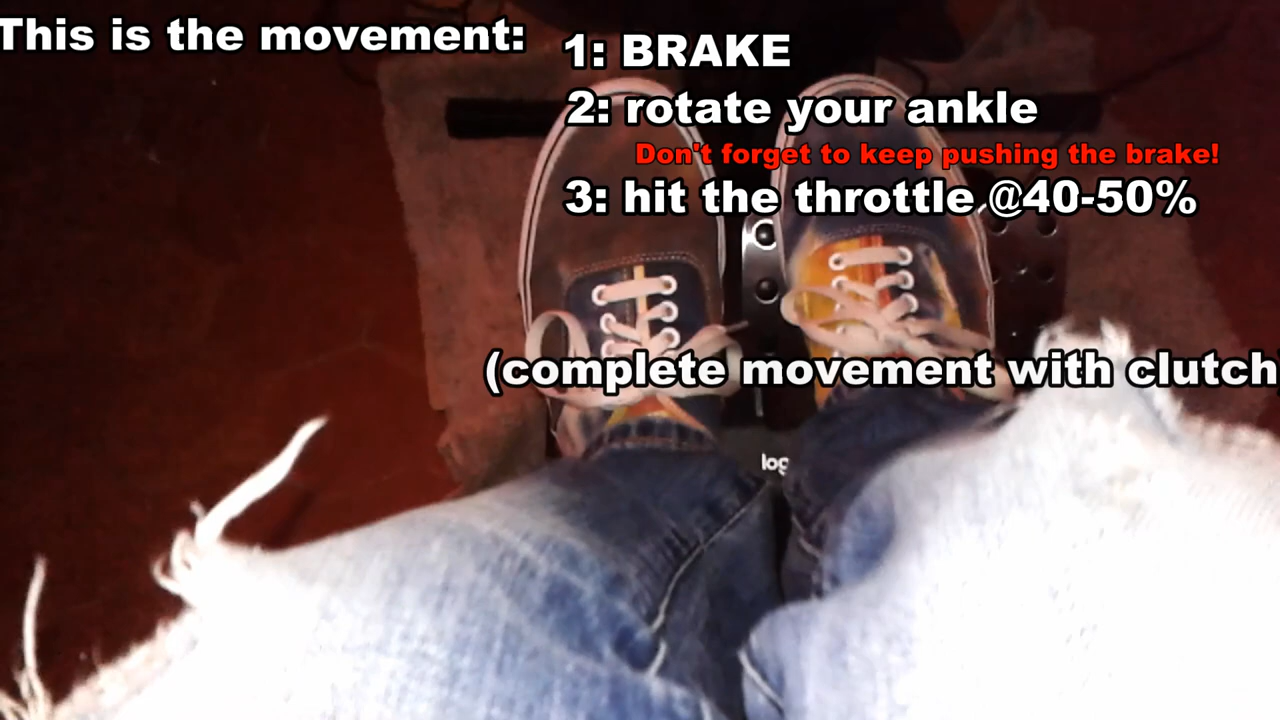 This is the movement:
1: BRAKE
2: rotate your ankle
Don't forget to keep pushing the brake!
3: hit the throttle @40-50%
(complete movement with clutch
log